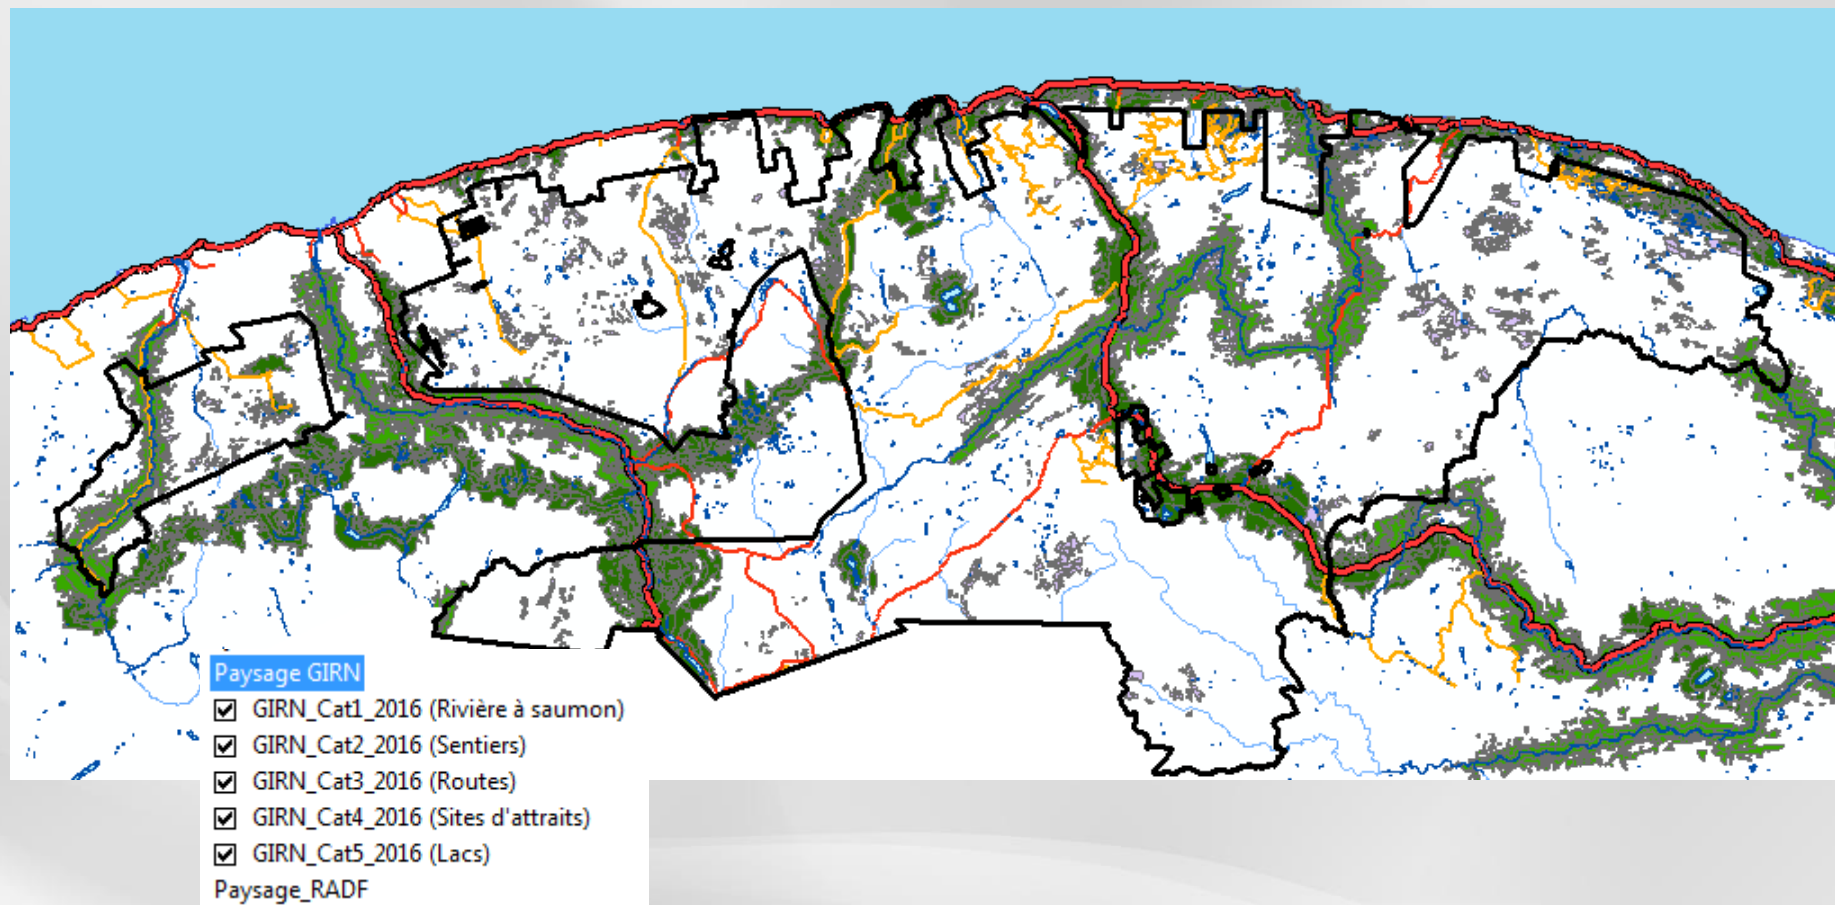 Paysage GIRN
GIRN_Cat1_2016 (Rivière à saumon)
GIRN_Cat2_2016 (Sentiers)
GIRN_Cat3_2016 (Routes)
GIRN_Cat4_2016 (Sites d'attraits)
GIRN_Cat5_2016 (Lacs)
Paysage_RADF